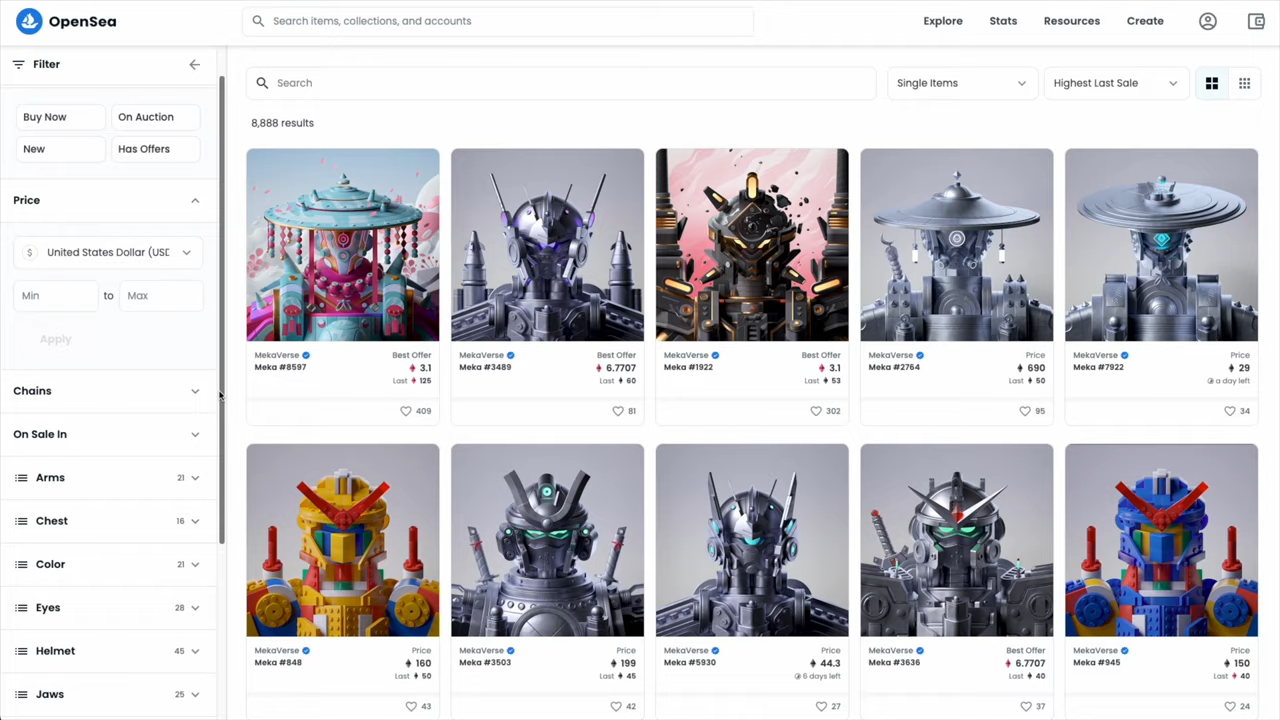 OpenSea
Search items, collections, and accounts
Explore
Stats
Resources
Create
Filter
Buy Now
On Auction
New
Has Offers
Price
$ United States Dollar (USD
Min
to
Max
Apply
Chains
On Sale In
Arms
21
Chest
16
Color
21
Eyes
28
Helmet
45
Jaws
25
Search
Single Items
Highest Last Sale
8,888 results
MekaVerse
Best Offer
Meka #8597
3.1
Last 125
409
MekaVerse
Best Offer
Meka #3489
6.7707
Last 60
81
MekaVerse
Best Offer
Meka #1922
3.1
Last 53
302
MekaVerse
Price
Meka #2764
690
Last 50
95
MekaVerse
Price
Meka #7922
29
a day left
34
MekaVerse
Price
Meka #848
160
Last 50
43
MekaVerse
Price
Meka #3503
199
Last 45
42
MekaVerse
Price
Meka #5930
44.3
6 days left
27
MekaVerse
Best Offer
Meka #3636
6.7707
Last 40
37
MekaVerse
Price
Meka #945
150
Last 40
24